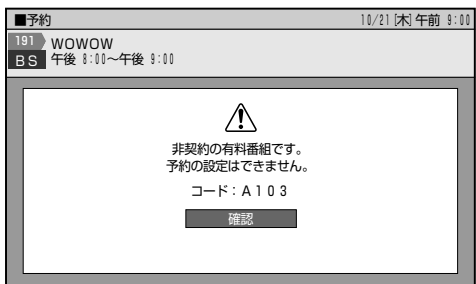 ■予約 10/21[木]午前 9:00
191 WOWOW
BS 午後 8:00～午後 9:00
非契約の有料番組です。
予約の設定はできません。
コード：A103
確認